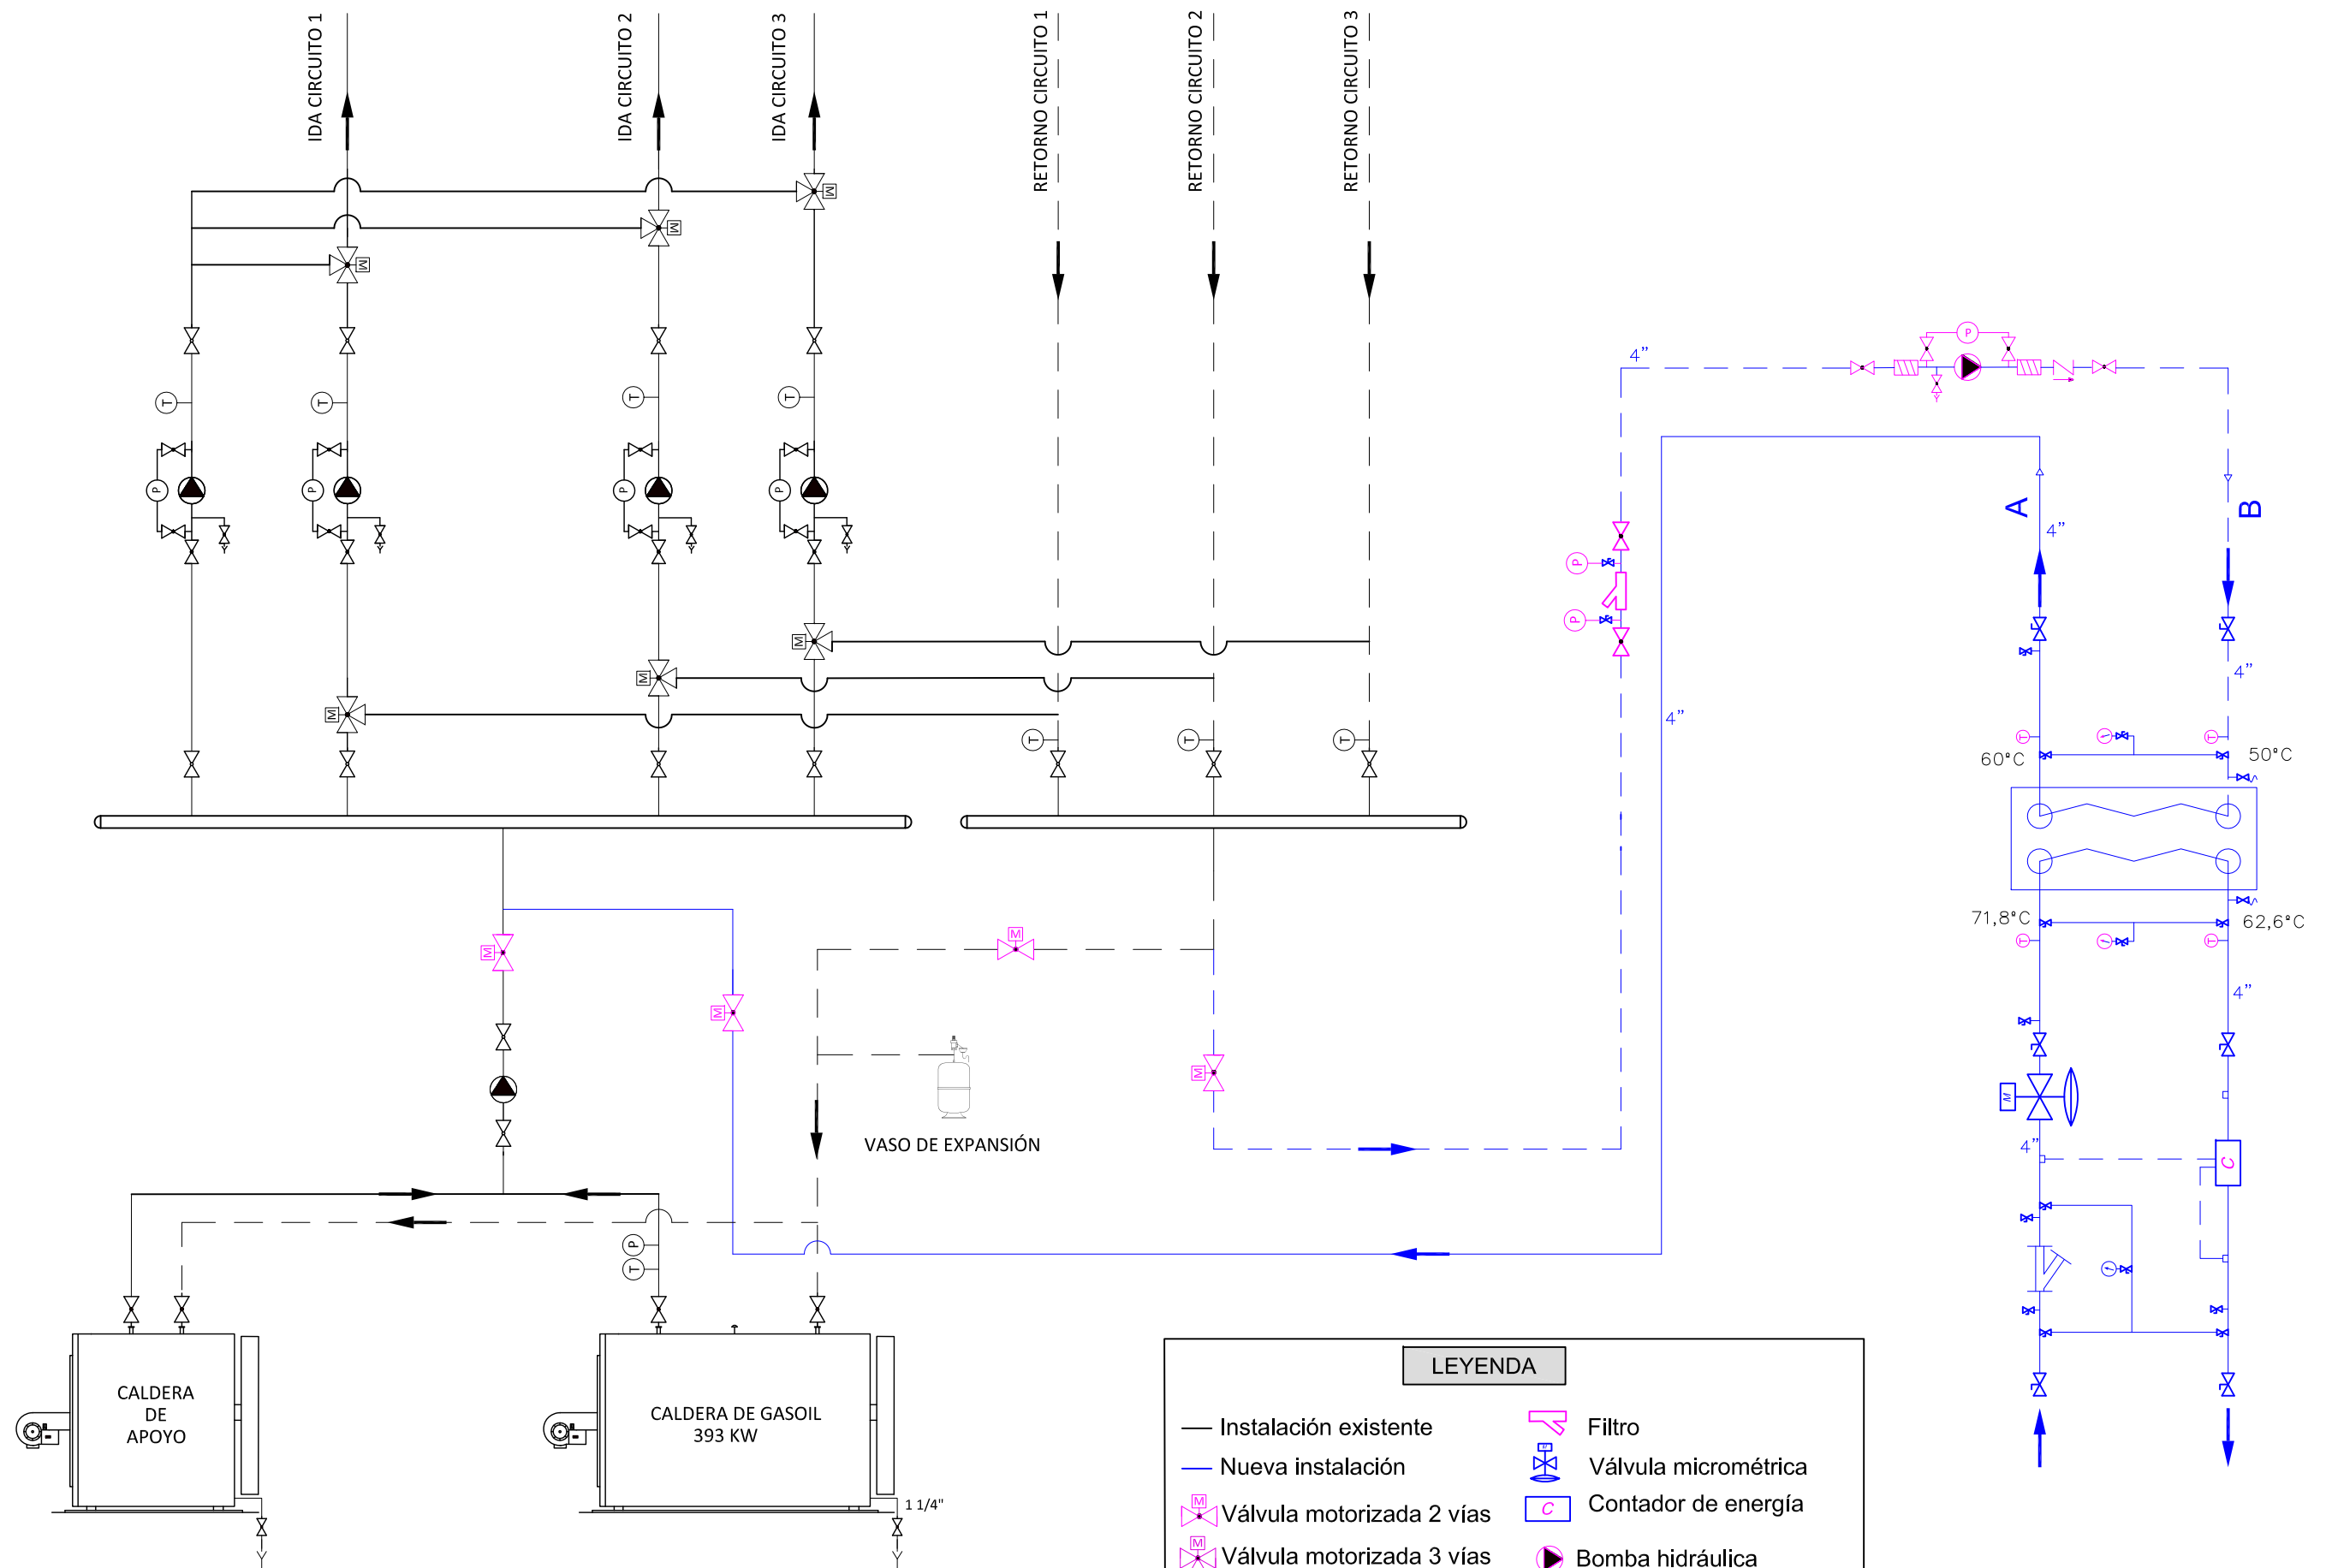 IDA CIRCUITO 1
IDA CIRCUITO 2
IDA CIRCUITO 3
RETORNO CIRCUITO 1
RETORNO CIRCUITO 2
RETORNO CIRCUITO 3
M
M
M
T
T
T
T
P
P
P
P
M
M
M
T
T
T
4”
P
P
P
A
B
4”
4”
4”
T
T
60°C
50°C
71,8°C
62,6°C
T
T
4”
M
M
M
M
VASO DE EXPANSIÓN
M
4”
C
P
T
CALDERA
DE
APOYO
CALDERA DE GASOIL
393 KW
1 1/4"
LEYENDA
Instalación existente
Filtro
Nueva instalación
Válvula micrométrica
M
Válvula motorizada 2 vías
C
Contador de energía
M
Válvula motorizada 3 vías
Bomba hidráulica